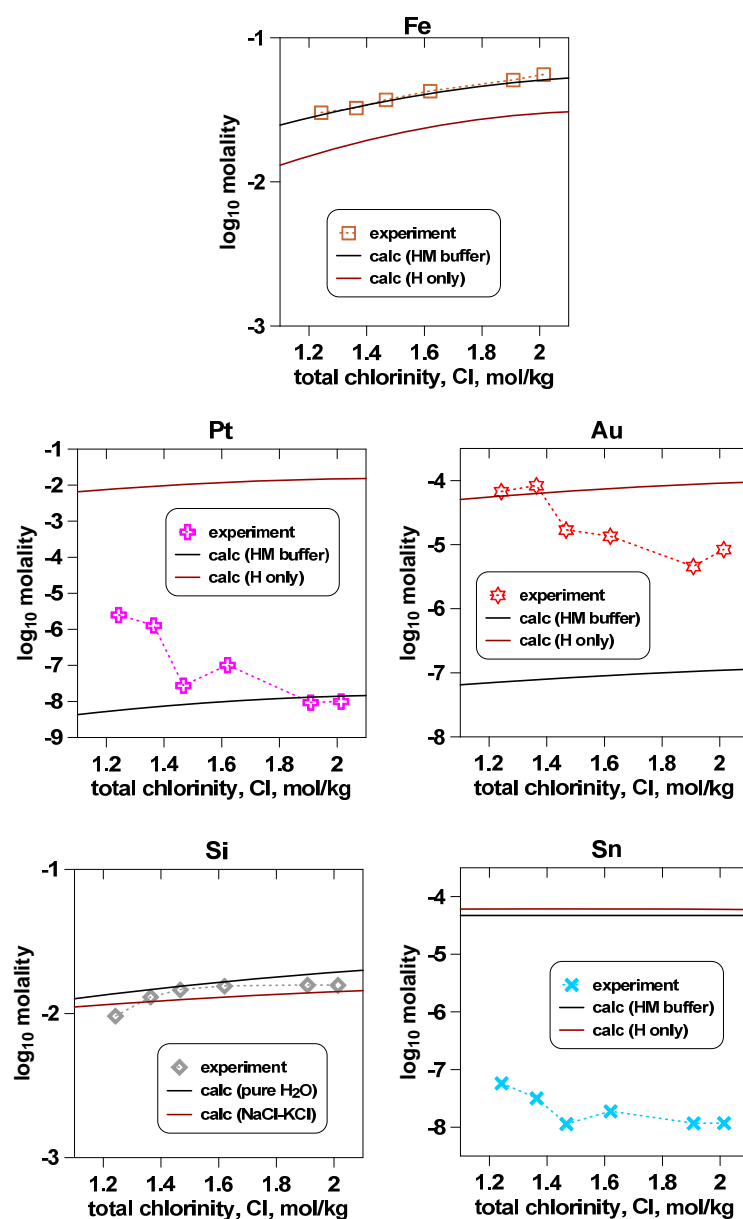 Fe
-1
-2
-3
log10 molality
experiment
calc (HM buffer)
calc (H only)
1.2 1.4 1.6 1.8 2
total chlorinity, Cl, mol/kg
Pt
-1
-2
-3
-4
-5
-6
-7
-8
-9
log10 molality
experiment
calc (HM buffer)
calc (H only)
1.2 1.4 1.6 1.8 2
total chlorinity, Cl, mol/kg
Au
-4
-5
-6
-7
-8
log10 molality
experiment
calc (HM buffer)
calc (H only)
1.2 1.4 1.6 1.8 2
total chlorinity, Cl, mol/kg
Si
-1
-2
-3
log10 molality
experiment
calc (pure H2O)
calc (NaCl-KCl)
1.2 1.4 1.6 1.8 2
total chlorinity, Cl, mol/kg
Sn
-4
-5
-6
-7
-8
log10 molality
experiment
calc (HM buffer)
calc (H only)
1.2 1.4 1.6 1.8 2
total chlorinity, Cl, mol/kg